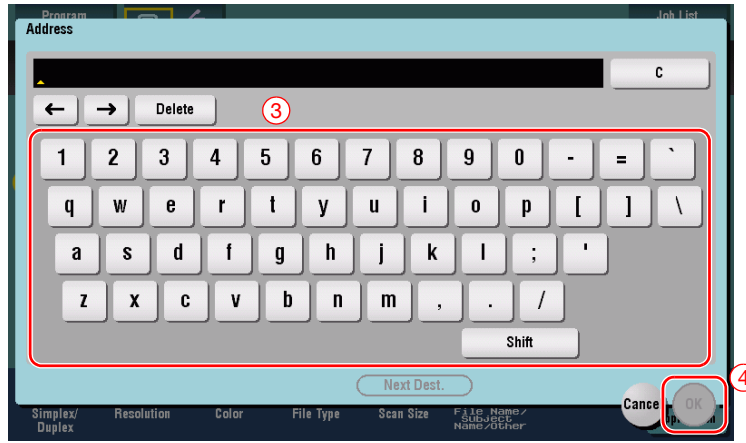 Program
Job List
Address
C
← → Delete
③
1 2 3 4 5 6 7 8 9 0 - = `
q w e r t y u i o p [ ] \
a s d f g h j k l ; '
z x c v b n m , . /
Shift
Next Dest.
④
Cancel OK
Simplex/
Duplex
Resolution
Color
File Type
Scan Size
File Name/
Subject
Name/Other